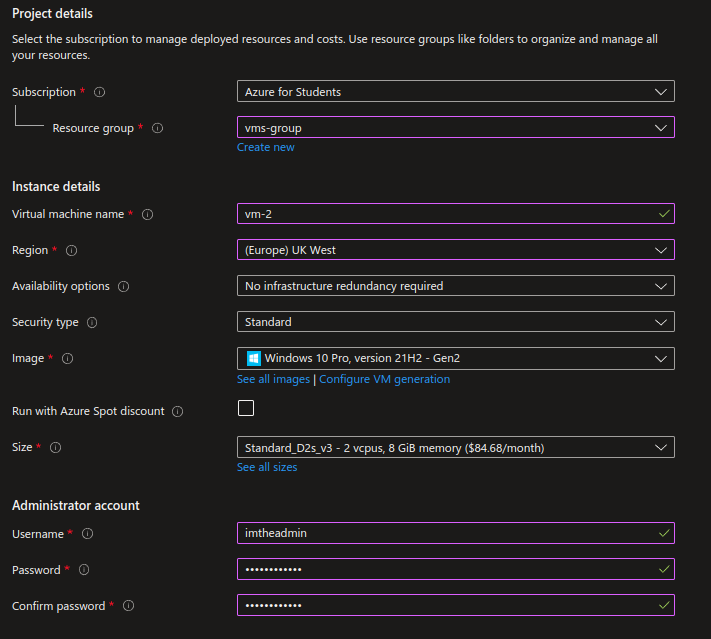 Project details
Select the subscription to manage deployed resources and costs. Use resource groups like folders to organize and manage all
your resources.
Subscription *
Azure for Students
Resource group *
vms-group
Create new
Instance details
Virtual machine name *
vm-2
Region *
(Europe) UK West
Availability options
No infrastructure redundancy required
Security type
Standard
Image *
Windows 10 Pro, version 21H2 - Gen2
See all images | Configure VM generation
Run with Azure Spot discount
Size *
Standard_D2s_v3 - 2 vcpus, 8 GiB memory ($84.68/month)
See all sizes
Administrator account
Username *
imtheadmin
Password *
••••••••••••
Confirm password *
••••••••••••